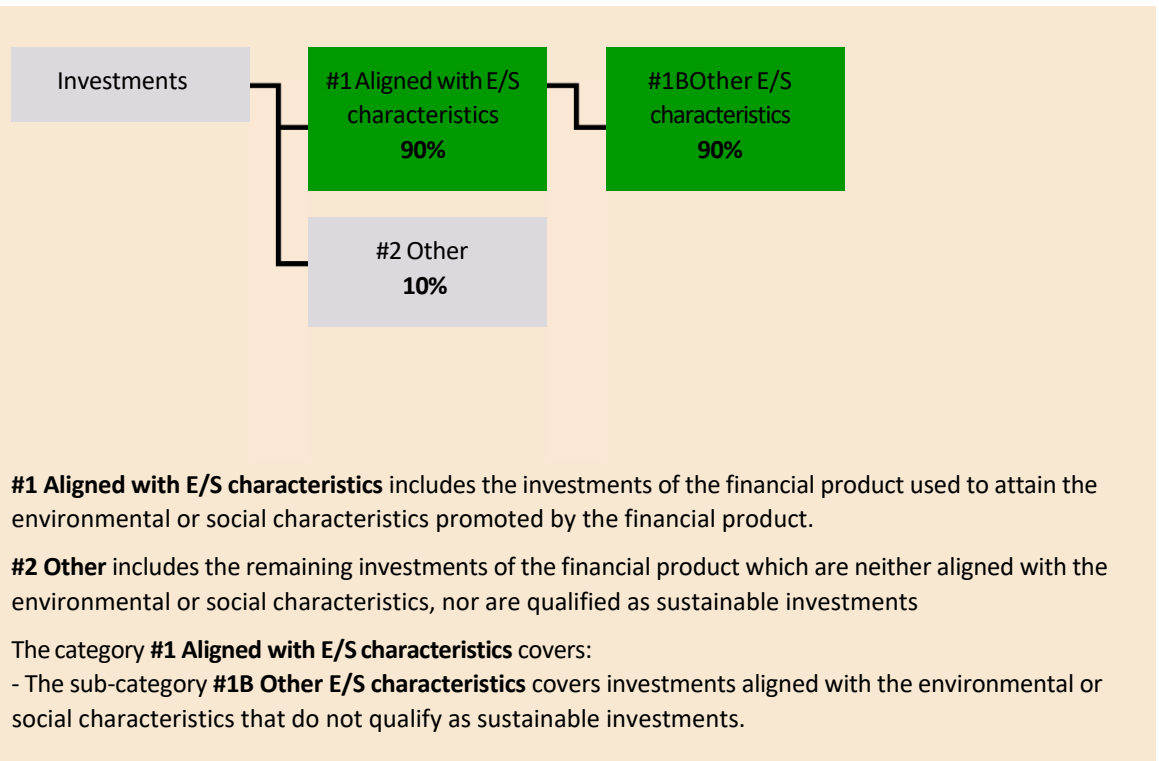 Investments
#1 Aligned with E/S
characteristics
90%
#1B Other E/S
characteristics
90%
#2 Other
10%
#1 Aligned with E/S characteristics includes the investments of the financial product used to attain the
environmental or social characteristics promoted by the financial product.
#2 Other includes the remaining investments of the financial product which are neither aligned with the
environmental or social characteristics, nor are qualified as sustainable investments
The category #1 Aligned with E/S characteristics covers:
- The sub-category #1B Other E/S characteristics covers investments aligned with the environmental or
social characteristics that do not qualify as sustainable investments.